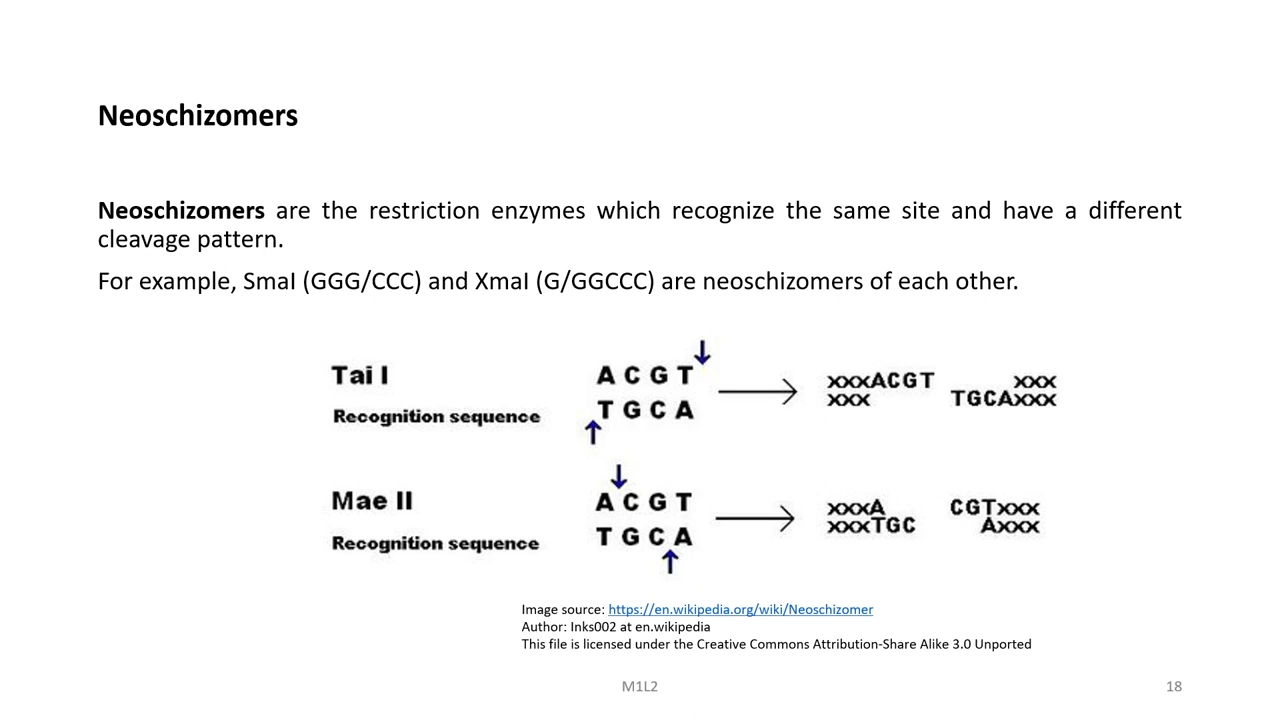 Neoschizomers
Neoschizomers are the restriction enzymes which recognize the same site and have a different
cleavage pattern.
For example, SmaI (GGG/CCC) and XmaI (G/GGCCC) are neoschizomers of each other.
Tai I
Recognition sequence
A C G T
T G C A
xxxACGT xxx
xxx TGCAxxx
Mae II
Recognition sequence
A C G T
T G C A
xxxA CGTxxx
xxxTGC Axxx
Image source: https://en.wikipedia.org/wiki/Neoschizomer
Author: Inks002 at en.wikipedia
This file is licensed under the Creative Commons Attribution-Share Alike 3.0 Unported
M1L2
18